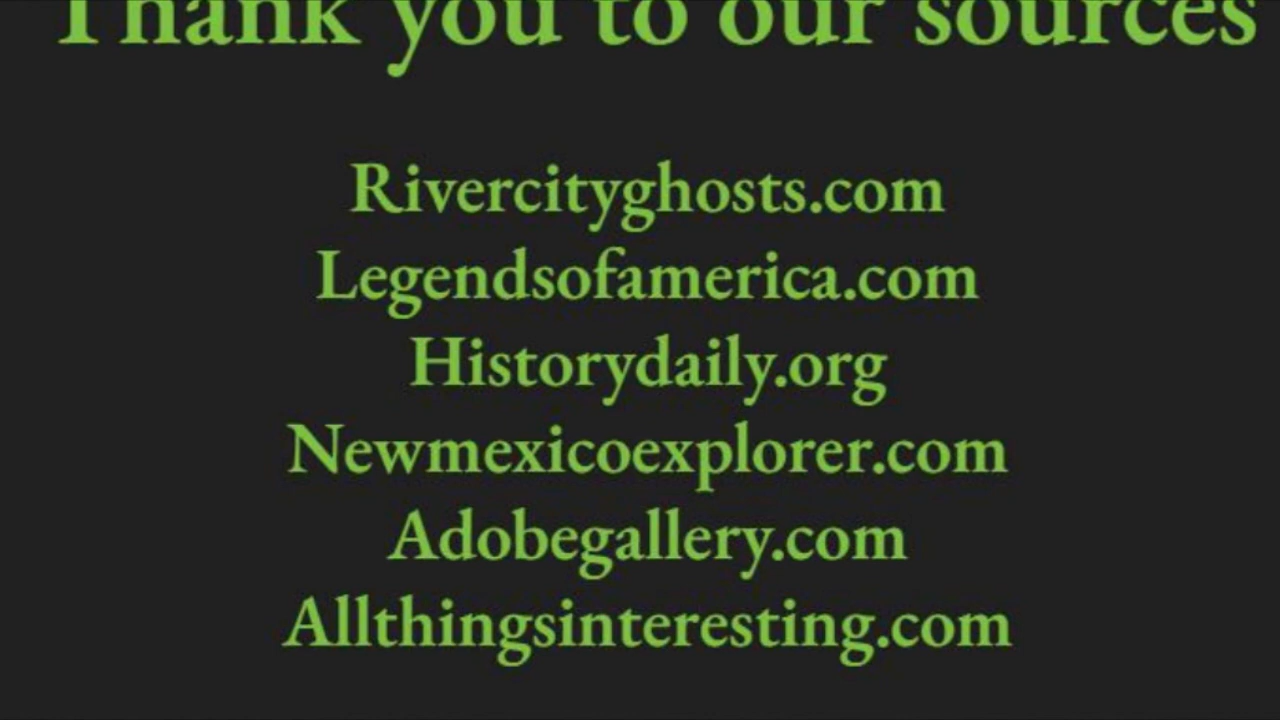 Thank you to our sources
Rivercityghosts.com
Legendsofamerica.com
Historydaily.org
Newmexicoexplorer.com
Adobegallery.com
Allthingsinteresting.com